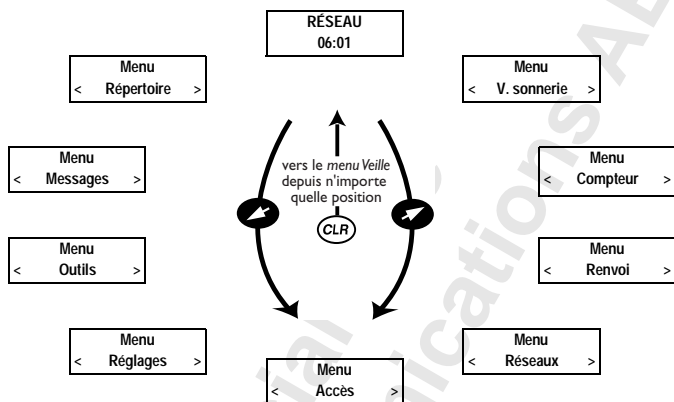 RÉSEAU
06:01
Menu
< Répertoire >
Menu
< V. sonnerie >
Menu
< Messages >
Menu
< Compteur >
vers le menu Veille
depuis n'importe
quelle position
CLR
Menu
< Outils >
Menu
< Renvoi >
Menu
< Réglages >
Menu
< Réseaux >
Menu
< Accès >